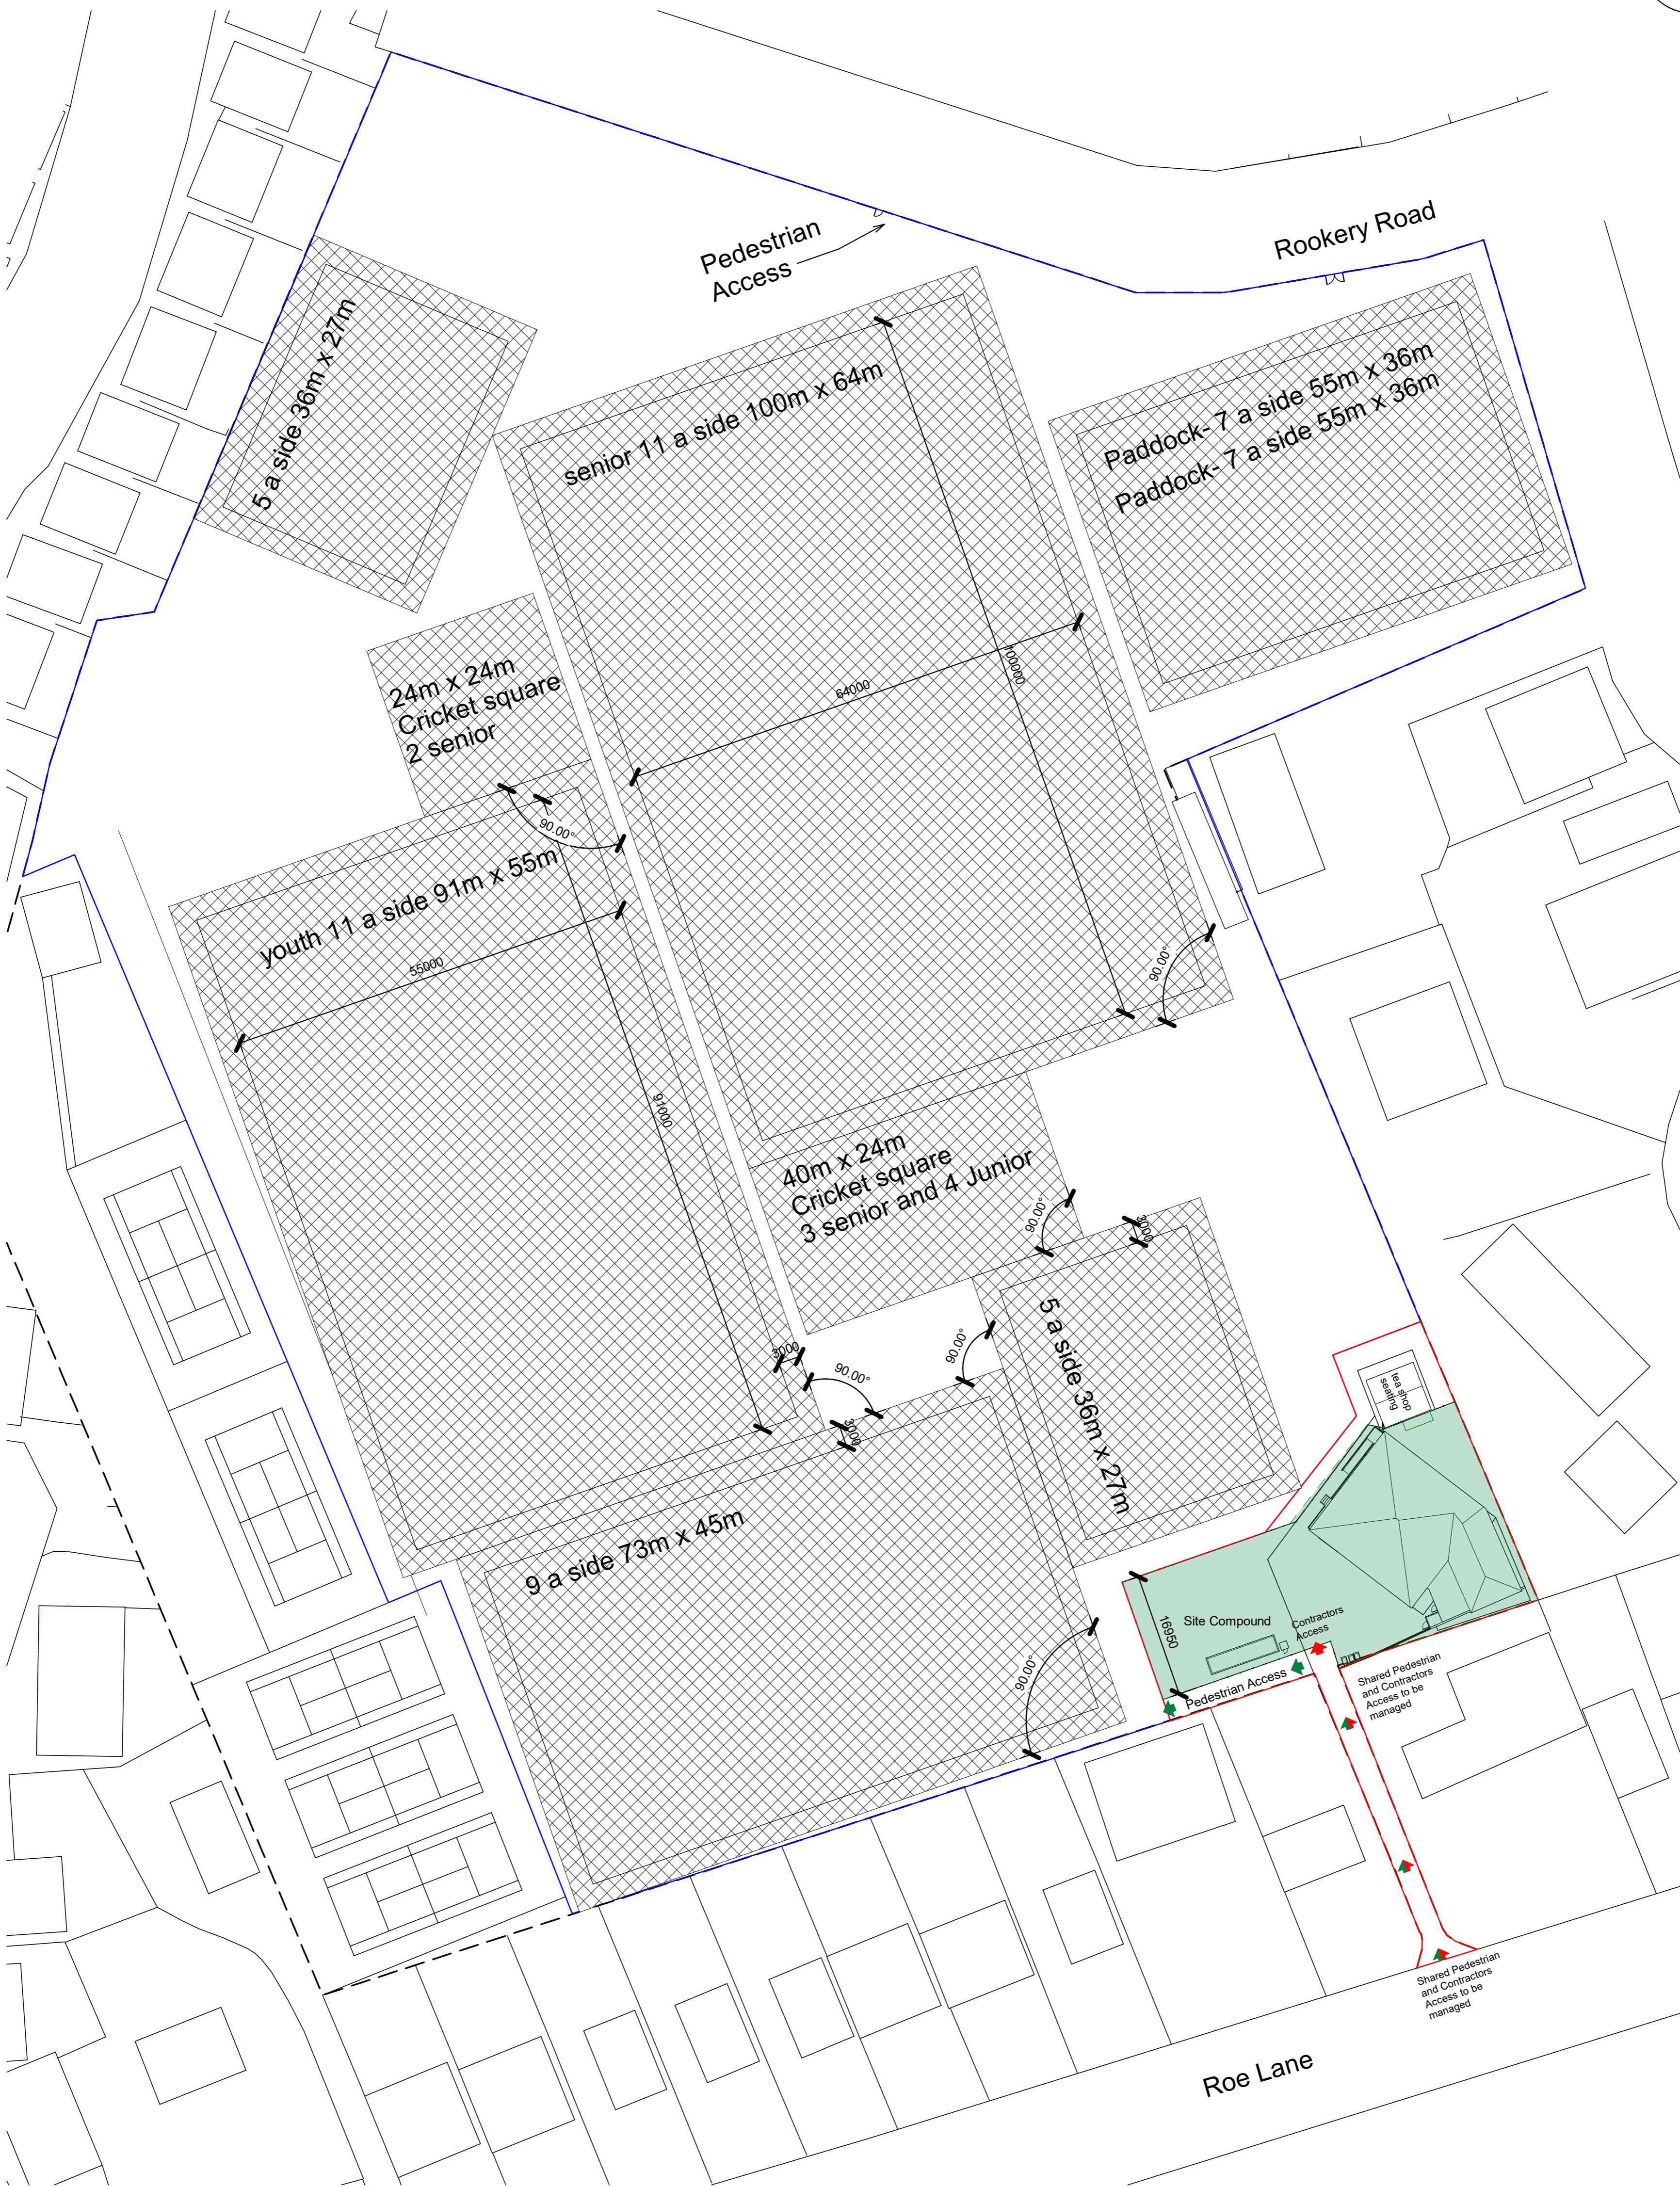 Rookery Road
Pedestrian
Access
5 a side 36m x 27m
senior 11 a side 100m x 64m
Paddock- 7 a side 55m x 36m
Paddock- 7 a side 55m x 36m
100000
64000
24m x 24m
Cricket square
2 senior
90.00°
youth 11 a side 91m x 55m
55000
90.00°
91000
40m x 24m
Cricket square
3 senior and 4 Junior
90.00°
3000
5 a side 36m x 27m
90.00°
3000
90.00°
3000
tea shop
seating
9 a side 73m x 45m
16950
Site Compound
Contractors
Access
90.00°
Pedestrian Access
Shared Pedestrian
and Contractors
Access to be
managed
Shared Pedestrian
and Contractors
Access to be
managed
Roe Lane